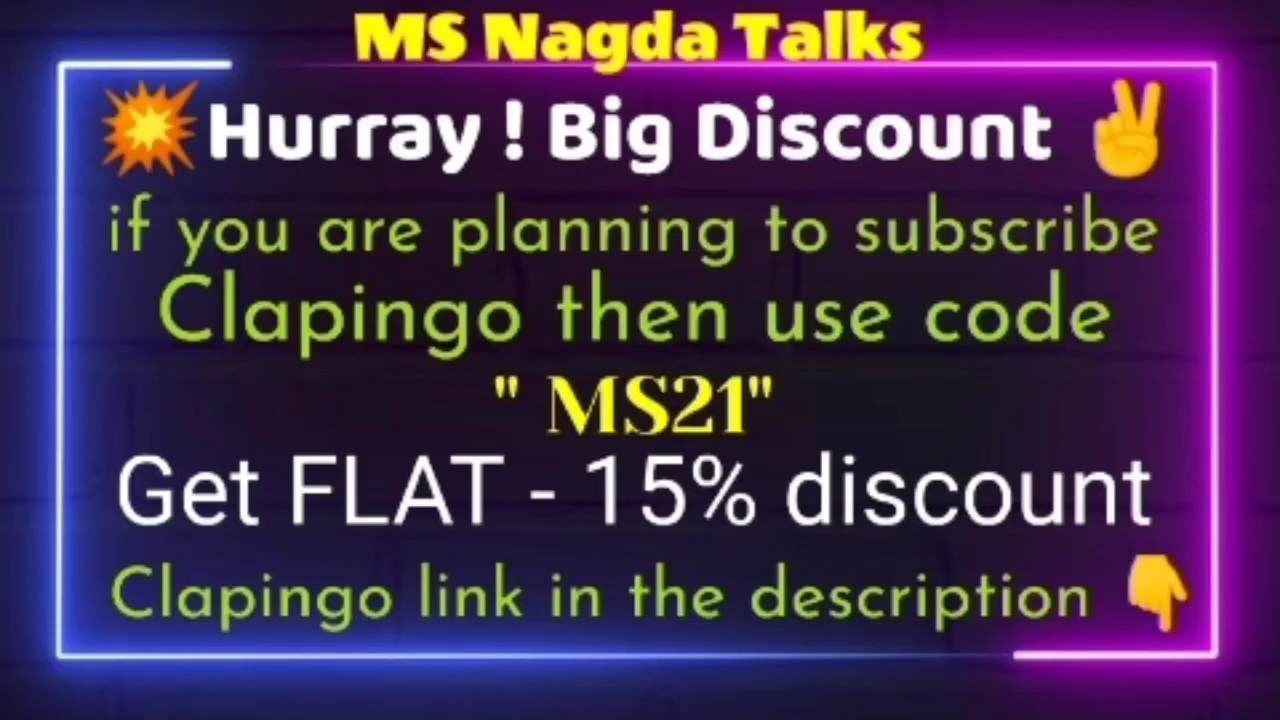 MS Nagda Talks
💥Hurray ! Big Discount ✌
if you are planning to subscribe
Clapingo then use code
" MS21"
Get FLAT - 15% discount
Clapingo link in the description 👇